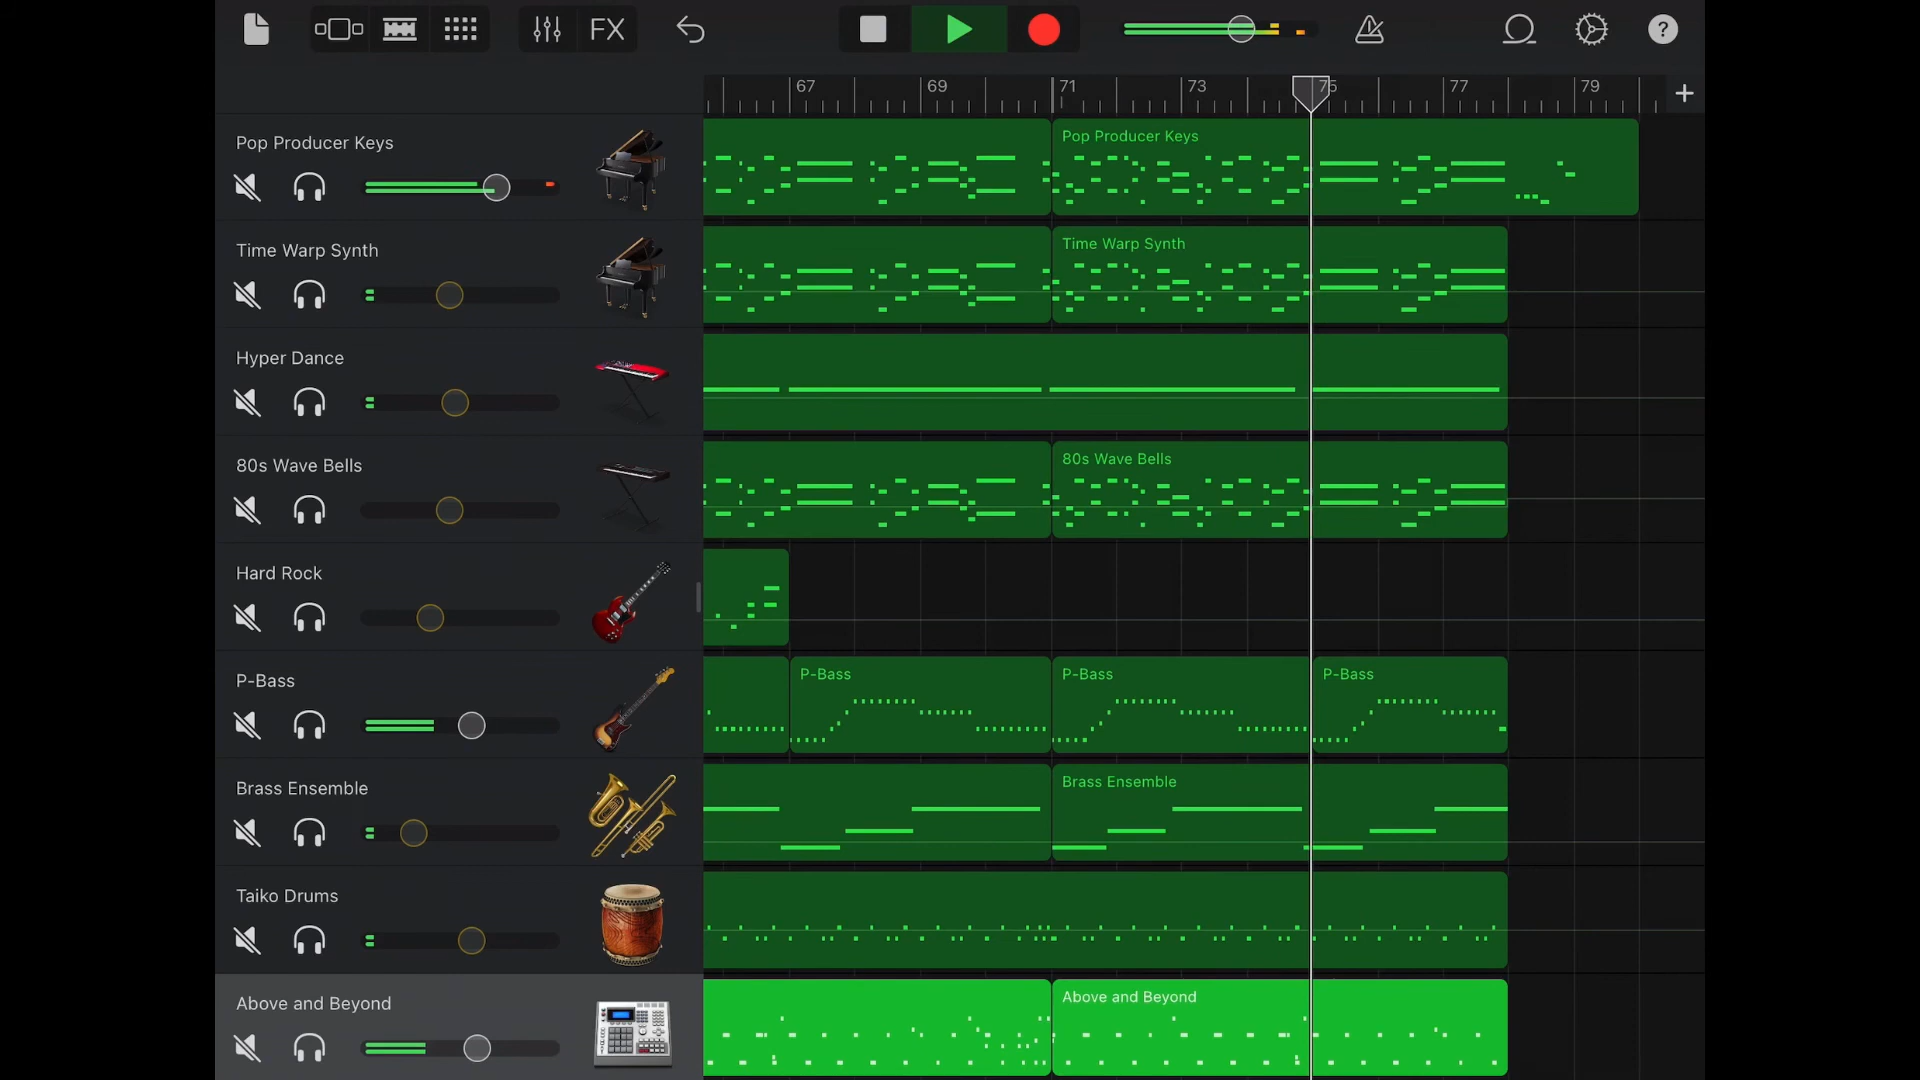 FX
?
67 69 71 73 75 77 79 +
Pop Producer Keys
Pop Producer Keys
Time Warp Synth
Time Warp Synth
Hyper Dance
80s Wave Bells
80s Wave Bells
Hard Rock
P-Bass
P-Bass P-Bass P-Bass
Brass Ensemble
Brass Ensemble
Taiko Drums
Above and Beyond
Above and Beyond